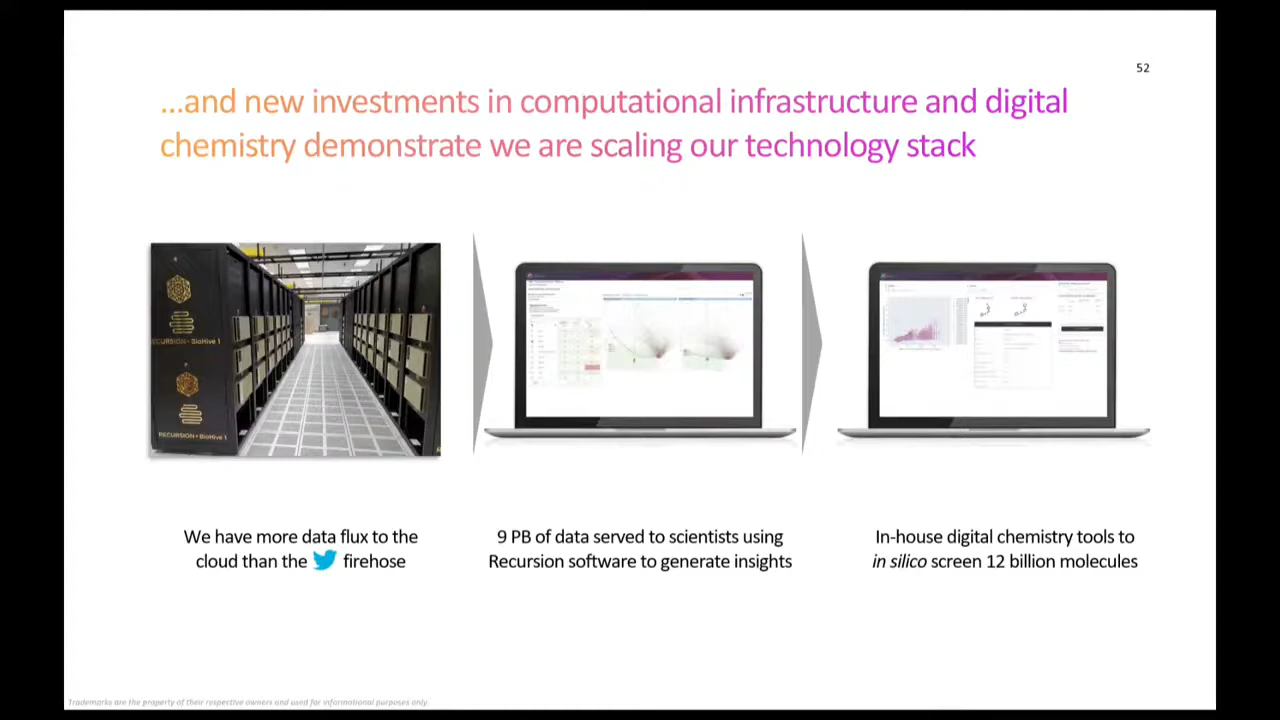 52
...and new investments in computational infrastructure and digital
chemistry demonstrate we are scaling our technology stack
RECURSION • BioHive 1
RECURSION • BioHive 1
We have more data flux to the
cloud than the firehose
9 PB of data served to scientists using
Recursion software to generate insights
In-house digital chemistry tools to
in silico screen 12 billion molecules
Trademarks are the property of their respective owners and used for informational purposes only.